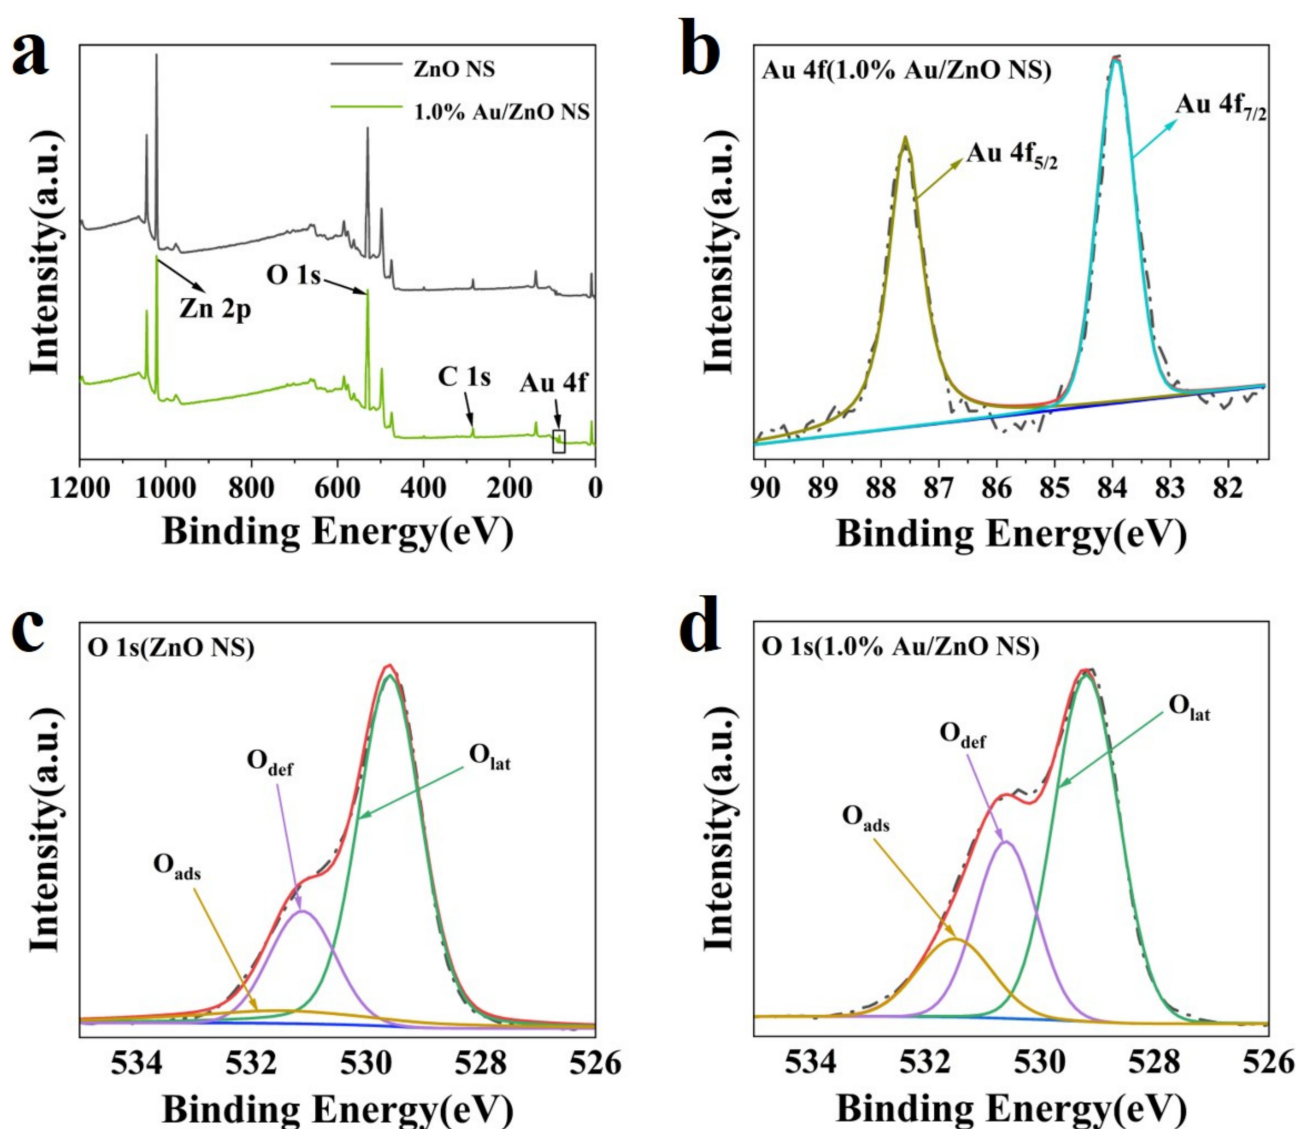 a
ZnO NS
1.0% Au/ZnO NS
Zn 2p
O 1s
C 1s
Au 4f
Intensity(a.u.)
1200 1000 800 600 400 200 0
Binding Energy(eV)
b
Au 4f(1.0% Au/ZnO NS)
Au 4f7/2
Au 4f5/2
Intensity(a.u.)
90 89 88 87 86 85 84 83 82
Binding Energy(eV)
c
O 1s(ZnO NS)
Olat
Odef
Oads
Intensity(a.u.)
534 532 530 528 526
Binding Energy(eV)
d
O 1s(1.0% Au/ZnO NS)
Olat
Odef
Oads
Intensity(a.u.)
534 532 530 528 526
Binding Energy(eV)